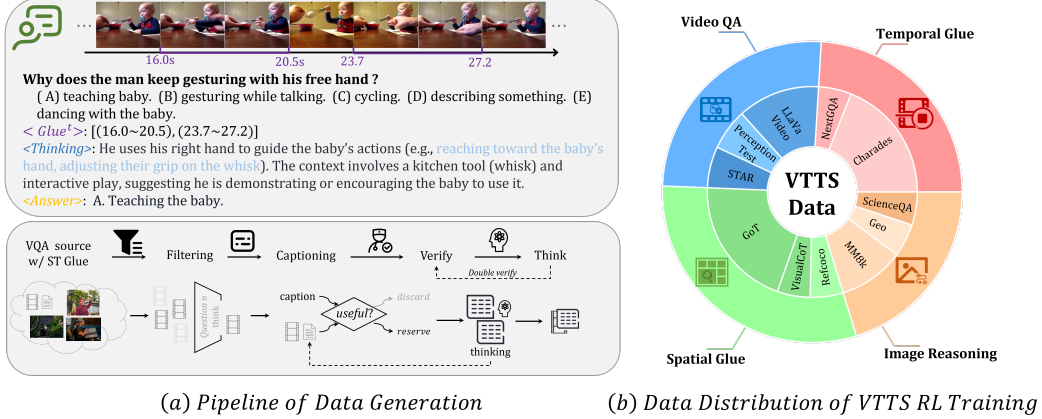 16.0s
20.5s
23.7
27.2
Why does the man keep gesturing with his free hand ?
( A) teaching baby. (B) gesturing while talking. (C) cycling. (D) describing something. (E)
dancing with the baby.
< Glueᵗ>: [(16.0~20.5), (23.7~27.2)]
<Thinking>: He uses his right hand to guide the baby's actions (e.g., reaching toward the baby's
hand, adjusting their grip on the whisk). The context involves a kitchen tool (whisk) and
interactive play, suggesting he is demonstrating or encouraging the baby to use it.
<Answer>: A. Teaching the baby.
VQA source
w/ ST Glue
Filtering
Captioning
Verify
Think
Double verify
Question n
think
caption
useful?
discard
reserve
thinking
(a) Pipeline of Data Generation
Video QA
Temporal Glue
LLaVa
Video
NextGQA
Perception
Test
Charades
STAR
VTTS
Data
ScienceQA
Geo
GoT
MM8k
VisualCoT
Refcoco
Spatial Glue
Image Reasoning
(b) Data Distribution of VTTS RL Training